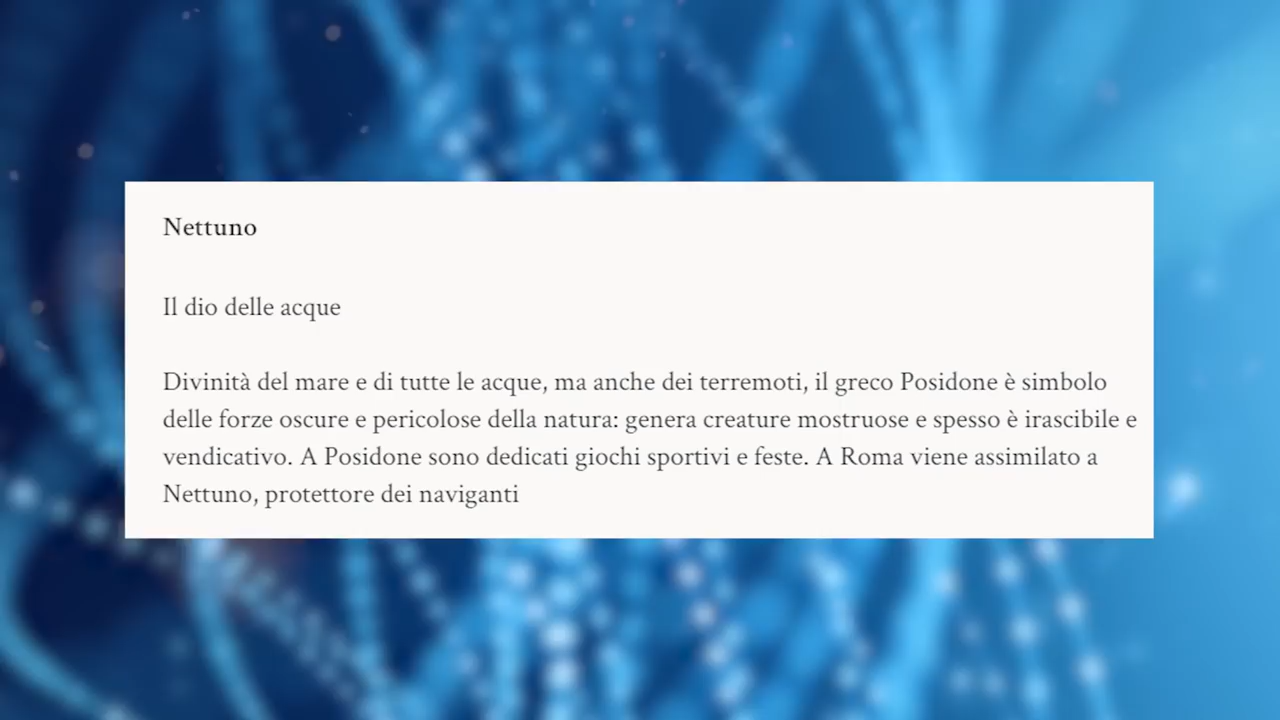 Nettuno
Il dio delle acque
Divinità del mare e di tutte le acque, ma anche dei terremoti, il greco Posidone è simbolo
delle forze oscure e pericolose della natura: genera creature mostruose e spesso è irascibile e
vendicativo. A Posidone sono dedicati giochi sportivi e feste. A Roma viene assimilato a
Nettuno, protettore dei naviganti